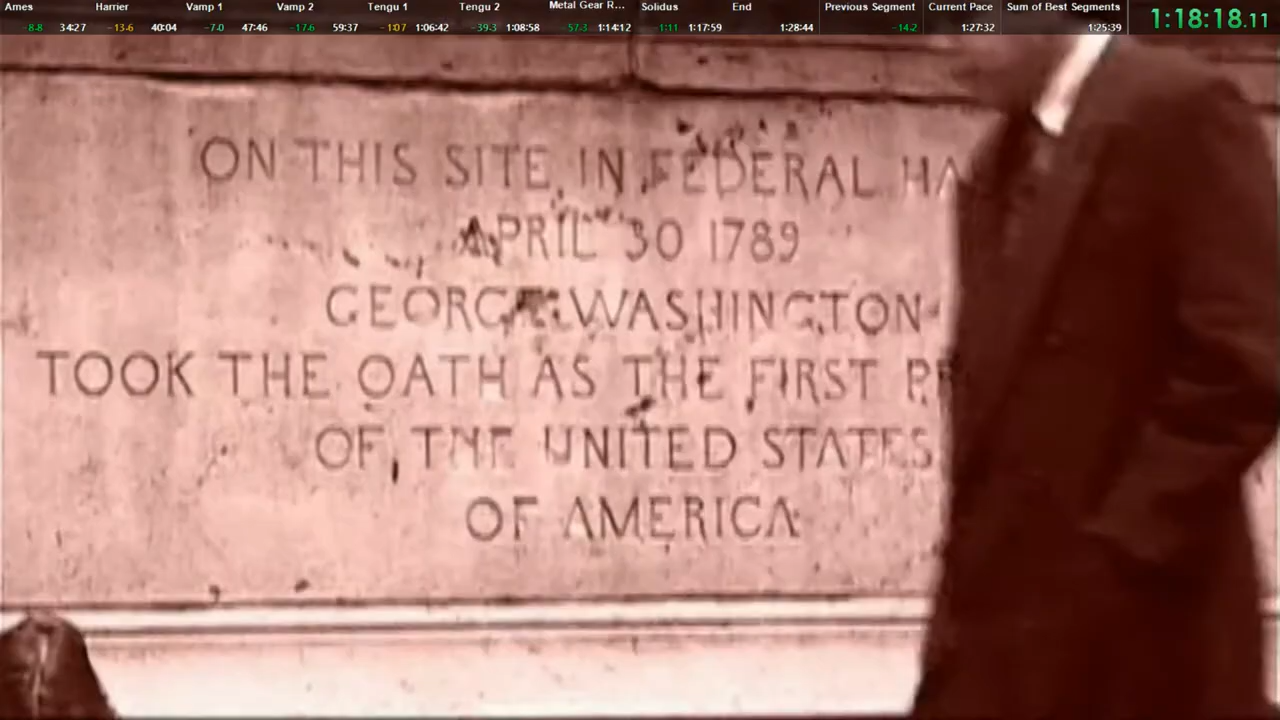 Ames Harrier Vamp 1 Vamp 2 Tengu 1 Tengu 2 Metal Gear R... Solidus End Previous Segment Current Pace Sum of Best Segments
-8.8 34:27 -13.6 40:04 -7.0 47:46 -17.6 59:37 -1:07 1:06:42 -39.3 1:08:58 -57.3 1:14:12 -1:11 1:17:59 1:28:44 -14.2 1:27:32 1:25:39 1:18:18.11
ON THIS SITE IN FEDERAL HA
APRIL 30 1789
GEORGE WASHINGTON
TOOK THE OATH AS THE FIRST PR
OF THE UNITED STATES
OF AMERICA